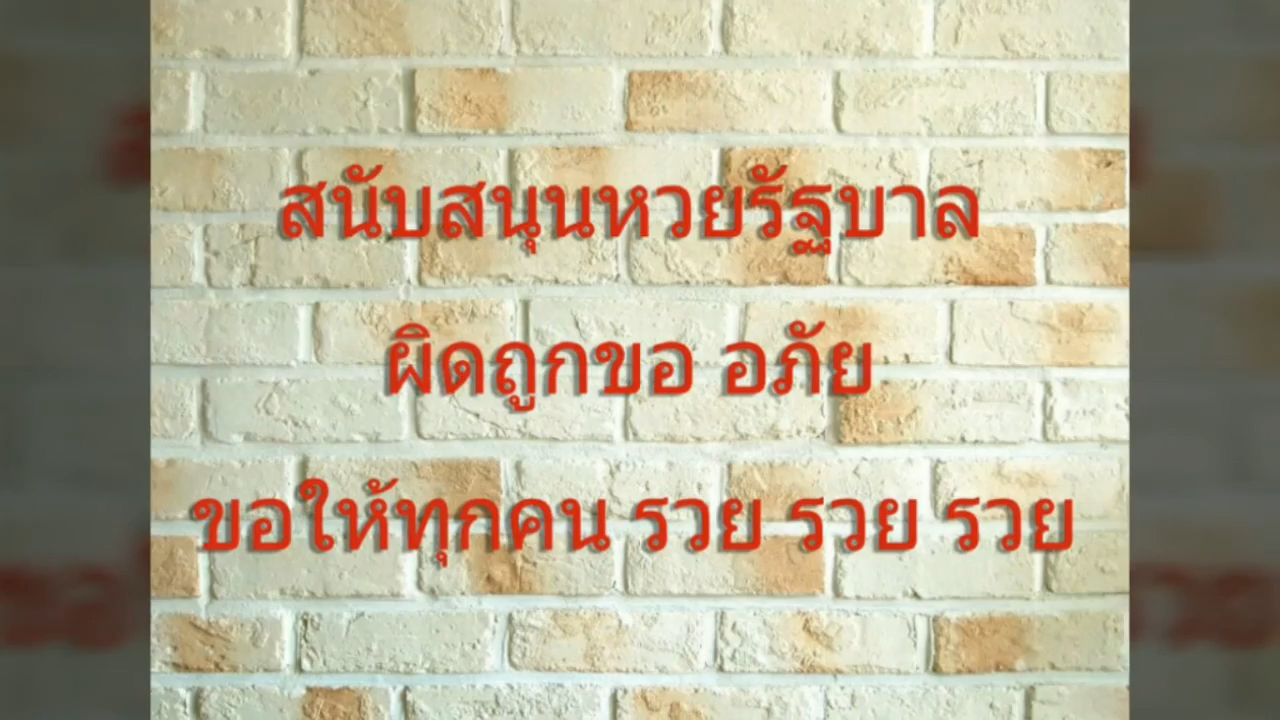 สนับสนุนหวยรัฐบาล
ผิดถูกขอ อภัย
ขอให้ทุกคน รวย รวย รวย